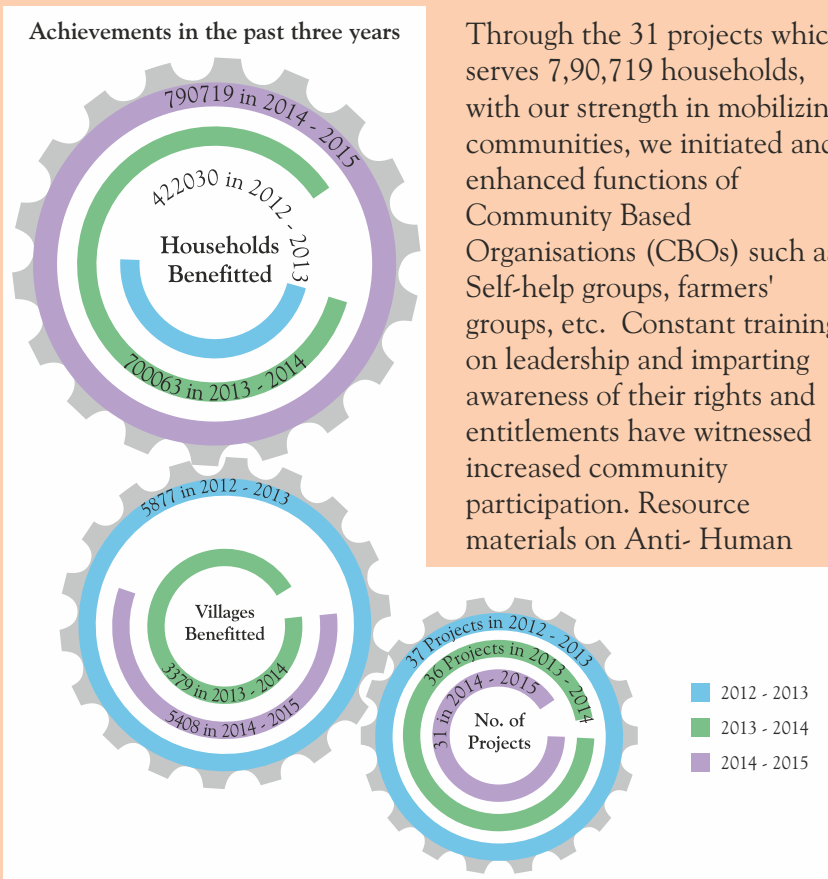 Achievements in the past three years
790719 in 2014 - 2015
422030 in 2012 - 2013
Households
Benefitted
700063 in 2013 - 2014
5877 in 2012 - 2013
Villages
Benefitted
3379 in 2013 - 2014
5408 in 2014 - 2015
37 Projects in 2012 - 2013
36 Projects in 2013 - 2014
31 in 2014 - 2015
No. of
Projects
2012 - 2013
2013 - 2014
2014 - 2015
Through the 31 projects whic
serves 7,90,719 households,
with our strength in mobilizin
communities, we initiated and
enhanced functions of
Community Based
Organisations (CBOs) such as
Self-help groups, farmers'
groups, etc. Constant training
on leadership and imparting
awareness of their rights and
entitlements have witnessed
increased community
participation. Resource
materials on Anti- Human